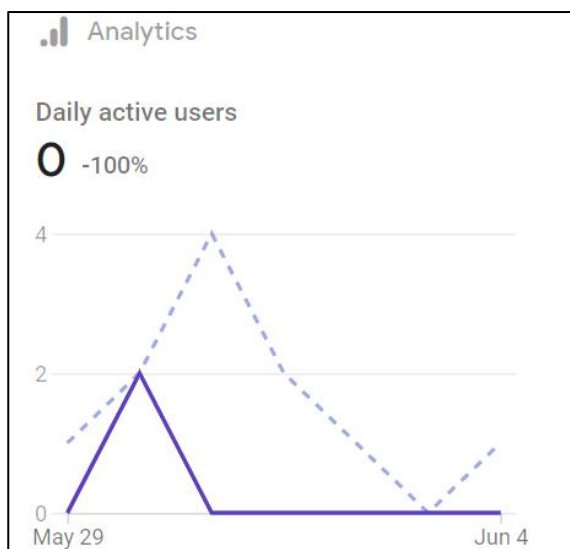 Analytics
Daily active users
0 -100%
4
2
0
May 29 Jun 4